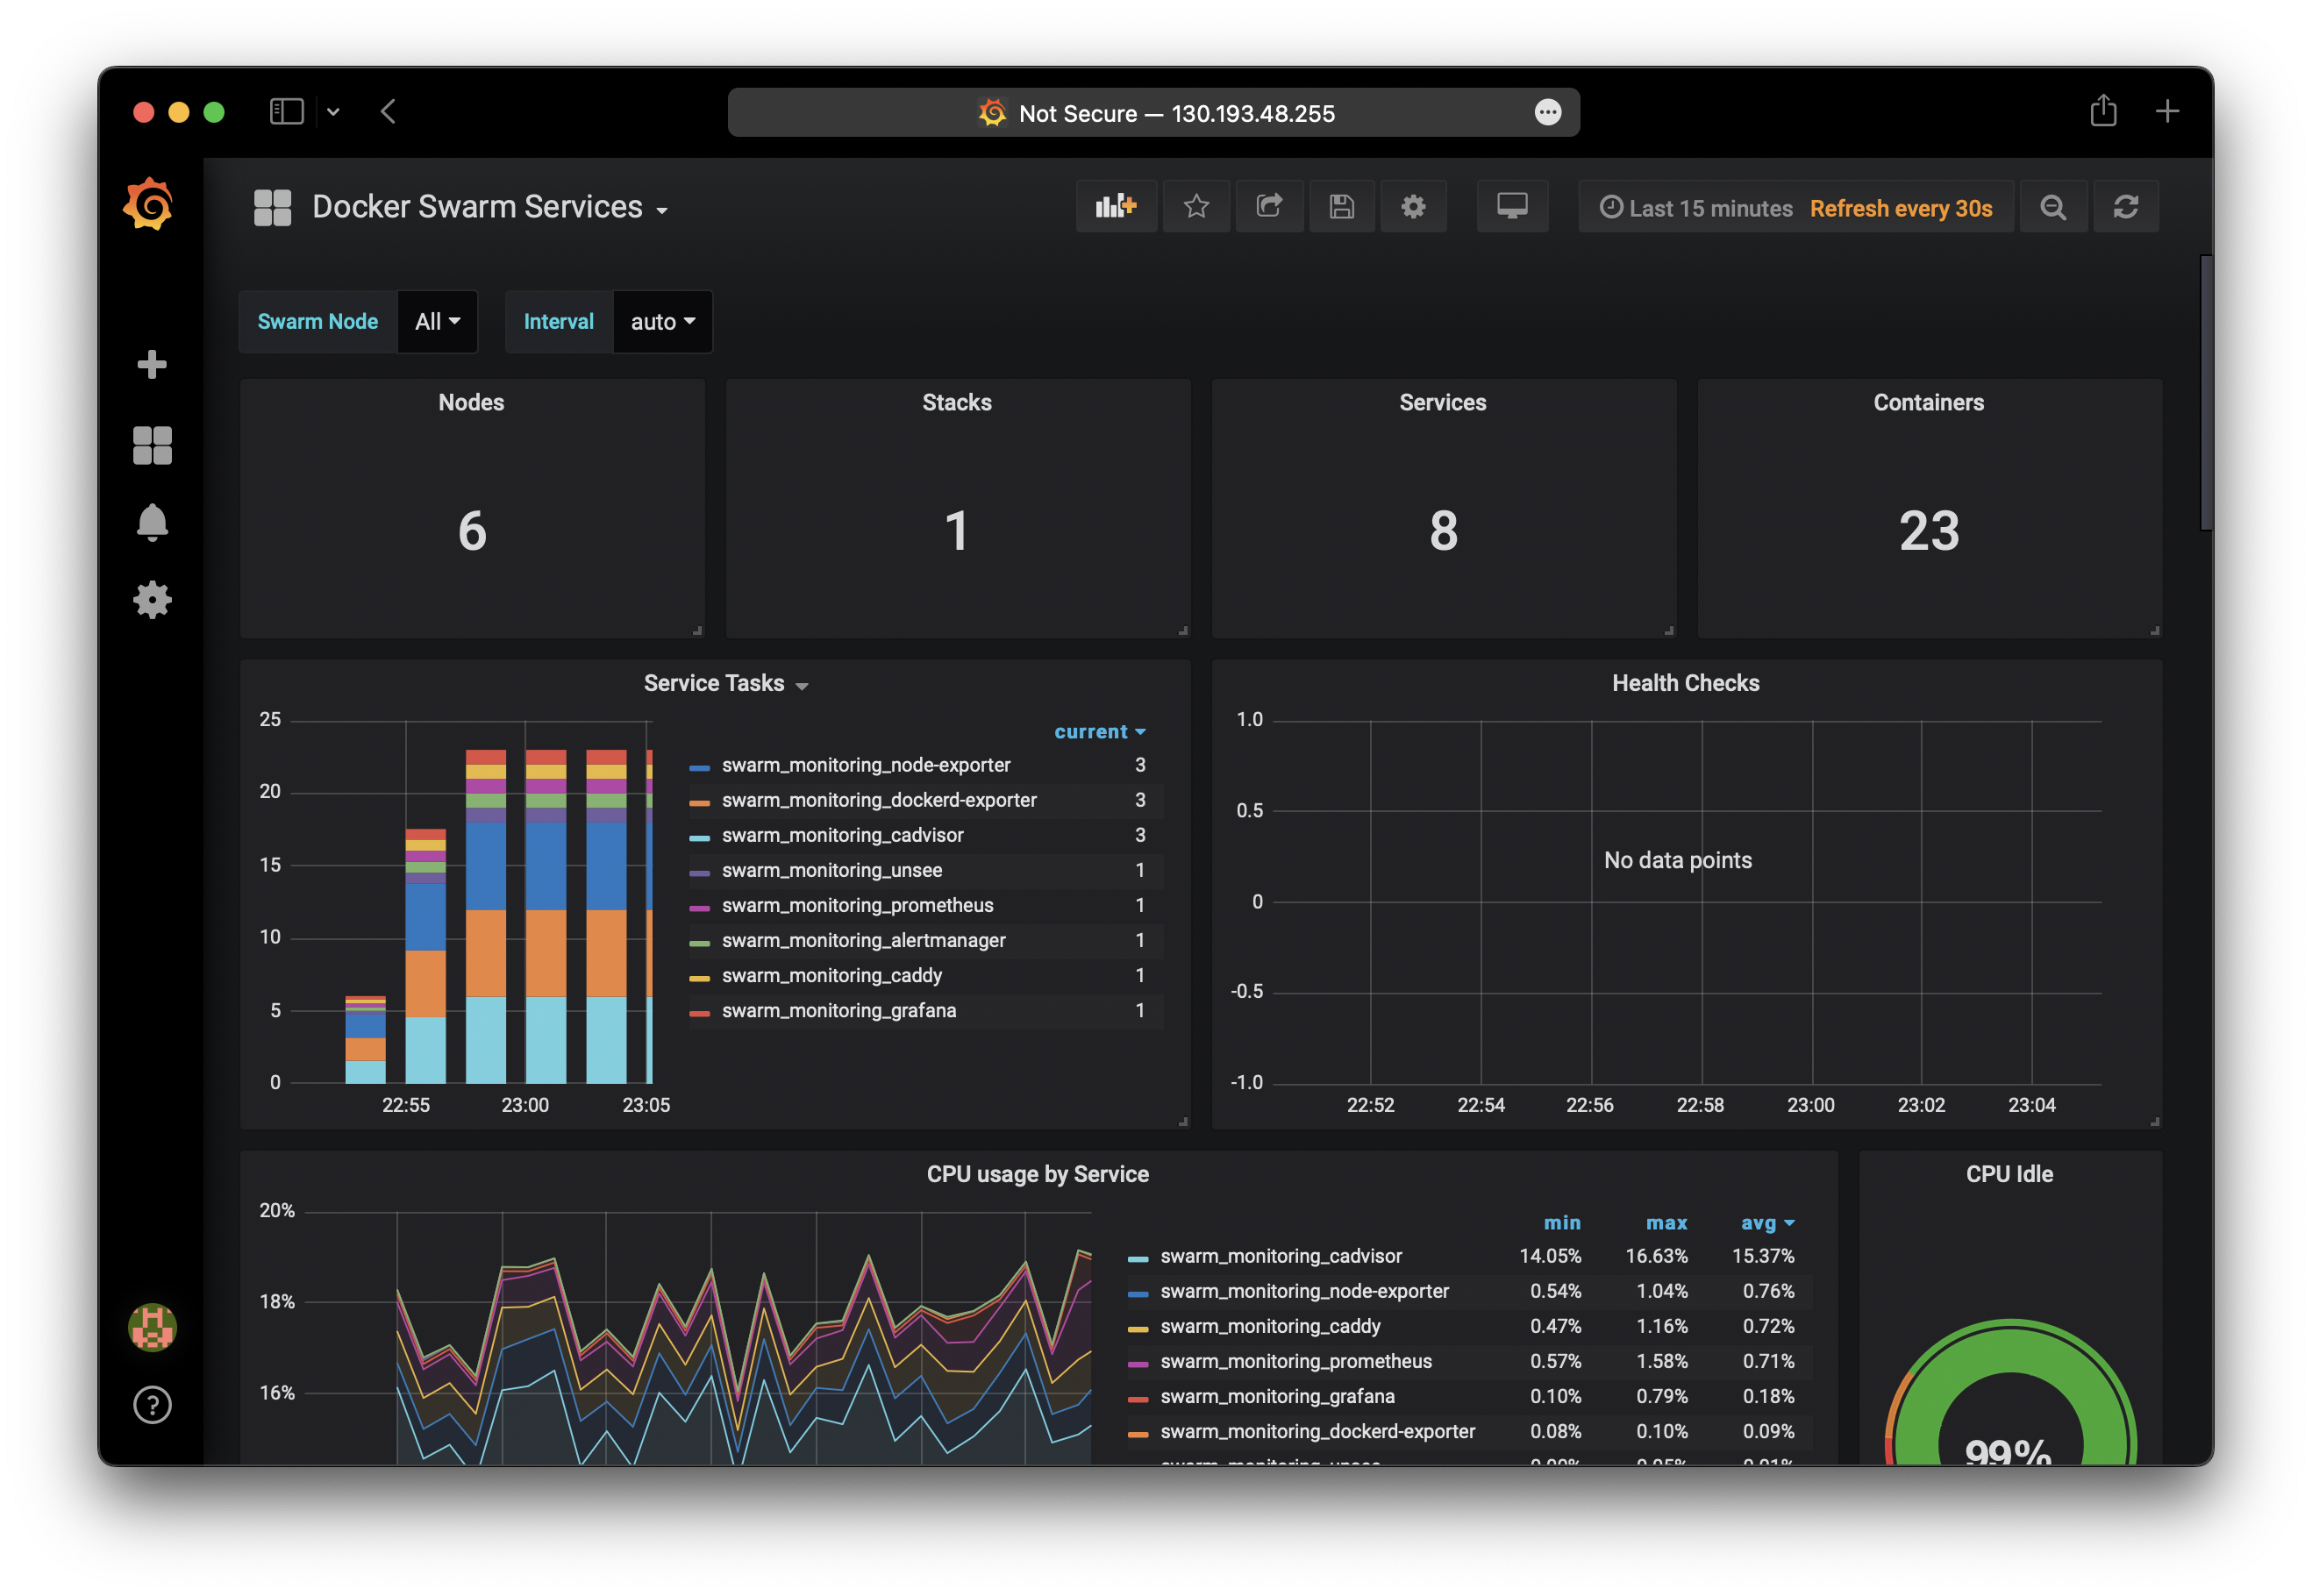 Not Secure — 130.193.48.255
Docker Swarm Services
Last 15 minutes Refresh every 30s
Swarm Node All Interval auto
Nodes Stacks Services Containers
6 1 8 23
Service Tasks
25
20
15
10
5
0
22:55 23:00 23:05
current
swarm_monitoring_node-exporter 3
swarm_monitoring_dockerd-exporter 3
swarm_monitoring_cadvisor 3
swarm_monitoring_unsee 1
swarm_monitoring_prometheus 1
swarm_monitoring_alertmanager 1
swarm_monitoring_caddy 1
swarm_monitoring_grafana 1
Health Checks
1.0
0.5
0
-0.5
-1.0
No data points
22:52 22:54 22:56 22:58 23:00 23:02 23:04
CPU usage by Service
20%
18%
16%
min max avg
swarm_monitoring_cadvisor 14.05% 16.63% 15.37%
swarm_monitoring_node-exporter 0.54% 1.04% 0.76%
swarm_monitoring_caddy 0.47% 1.16% 0.72%
swarm_monitoring_prometheus 0.57% 1.58% 0.71%
swarm_monitoring_grafana 0.10% 0.79% 0.18%
swarm_monitoring_dockerd-exporter 0.08% 0.10% 0.09%
CPU Idle
99%